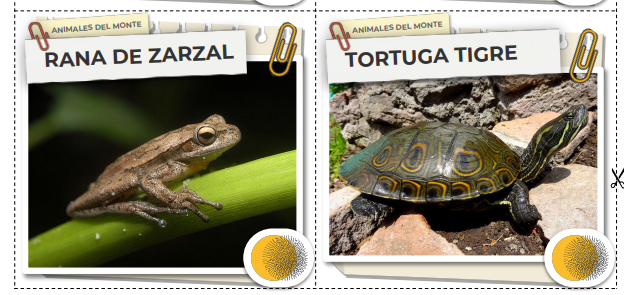 ANIMALES DEL MONTE
RANA DE ZARZAL
ANIMALES DEL MONTE
TORTUGA TIGRE